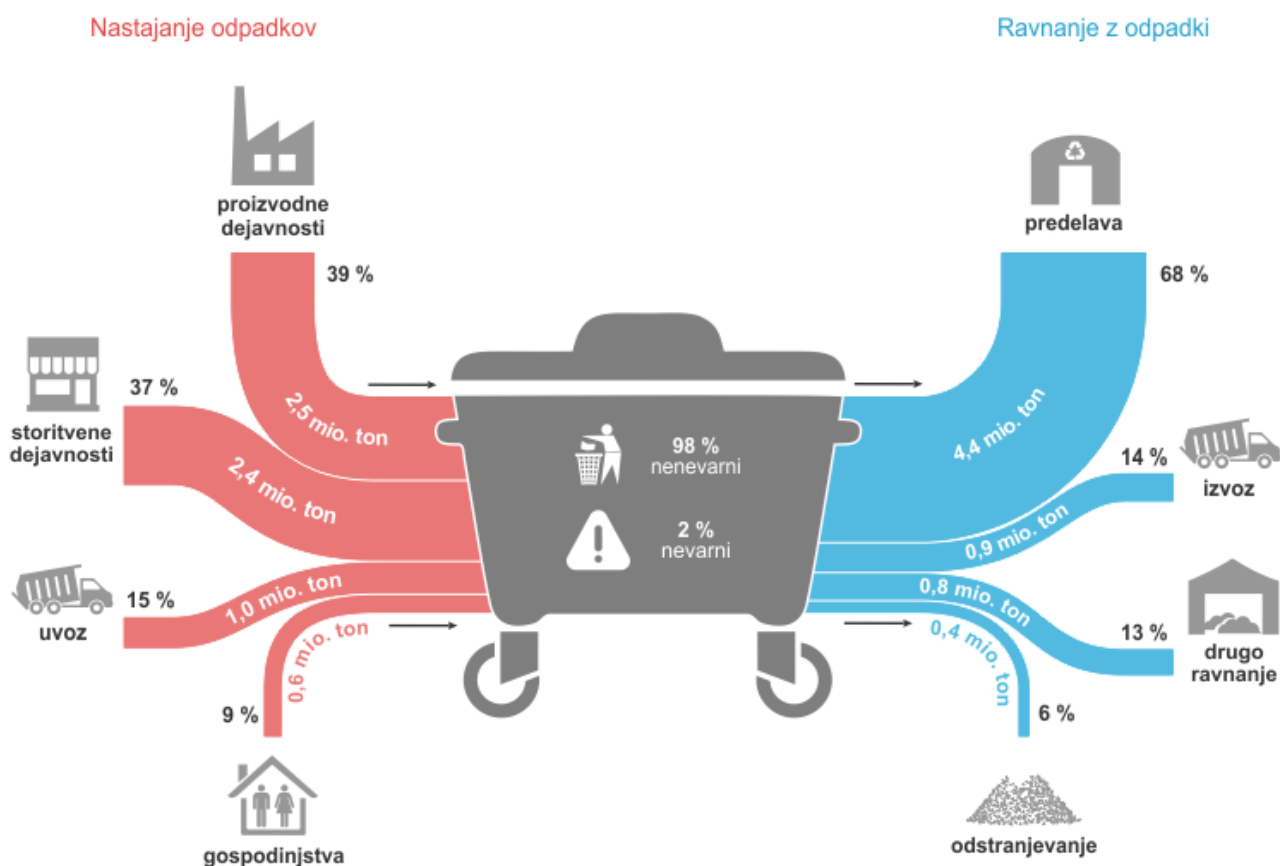 Nastajanje odpadkov
Ravnanje z odpadki
proizvodne
dejavnosti
39 %
2,5 mio. ton
storitvene
dejavnosti
37 %
2,4 mio. ton
uvoz
15 %
1,0 mio. ton
gospodinjstva
9 %
0,6 mio. ton
98 %
nenevarni
2 %
nevarni
predelava
68 %
4,4 mio. ton
izvoz
14 %
0,9 mio. ton
drugo
ravnanje
13 %
0,8 mio. ton
odstranjevanje
6 %
0,4 mio. ton